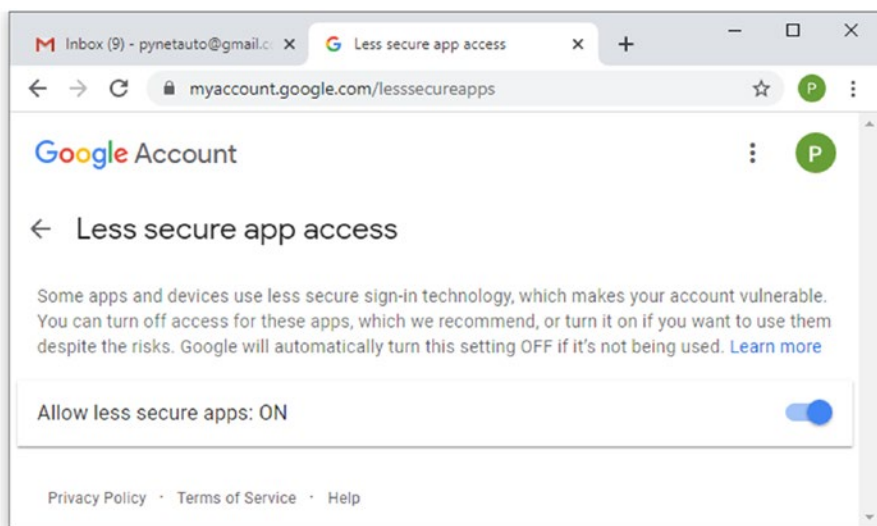 Inbox (9) - pynetauto@gmail.c
Less secure app access
myaccount.google.com/lesssecureapps
P
Google Account
P
Less secure app access
Some apps and devices use less secure sign-in technology, which makes your account vulnerable.
You can turn off access for these apps, which we recommend, or turn it on if you want to use them
despite the risks. Google will automatically turn this setting OFF if it's not being used. Learn more
Allow less secure apps: ON
Privacy Policy · Terms of Service · Help